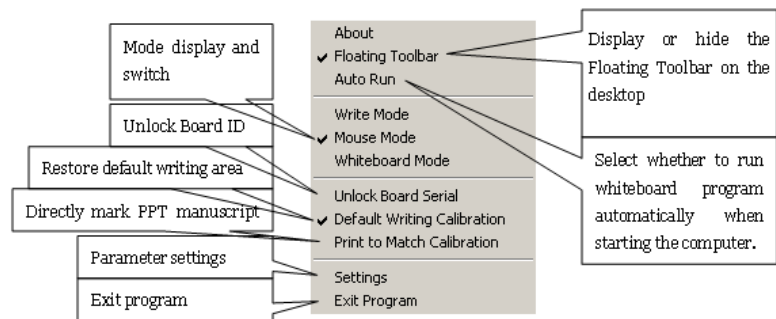 Mode display and
switch
Unlock Board ID
Restore default writing area
Directly mark PPT manuscript
Parameter settings
Exit program
About
Floating Toolbar
Auto Run
Write Mode
Mouse Mode
Whiteboard Mode
Unlock Board Serial
Default Writing Calibration
Print to Match Calibration
Settings
Exit Program
Display or hide the
Floating Toolbar on the
desktop
Select whether to run
whiteboard program
automatically when
starting the computer.